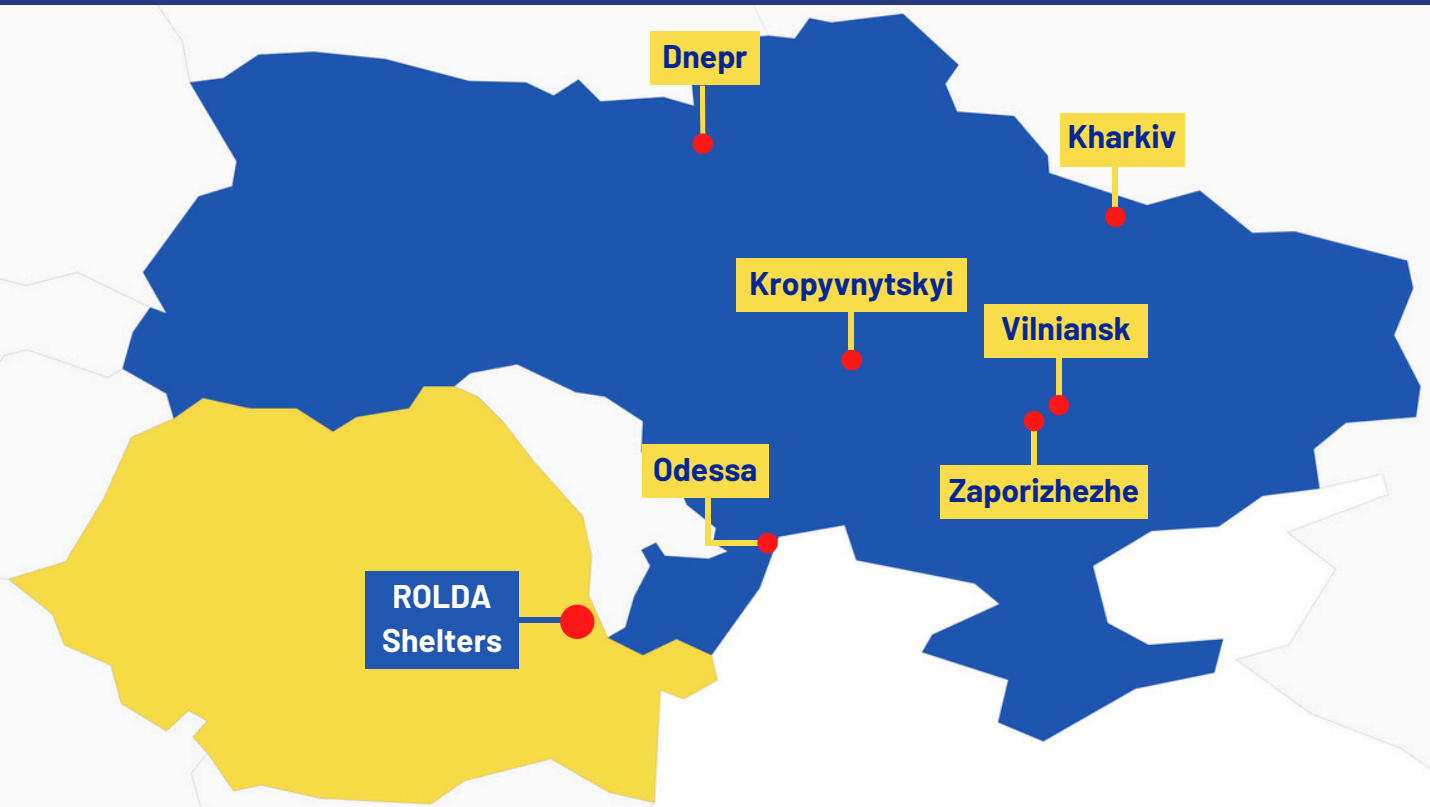 Dnepr
Kharkiv
Kropyvnytskyi
Vilniansk
Odessa
Zaporizhezhe
ROLDA
Shelters